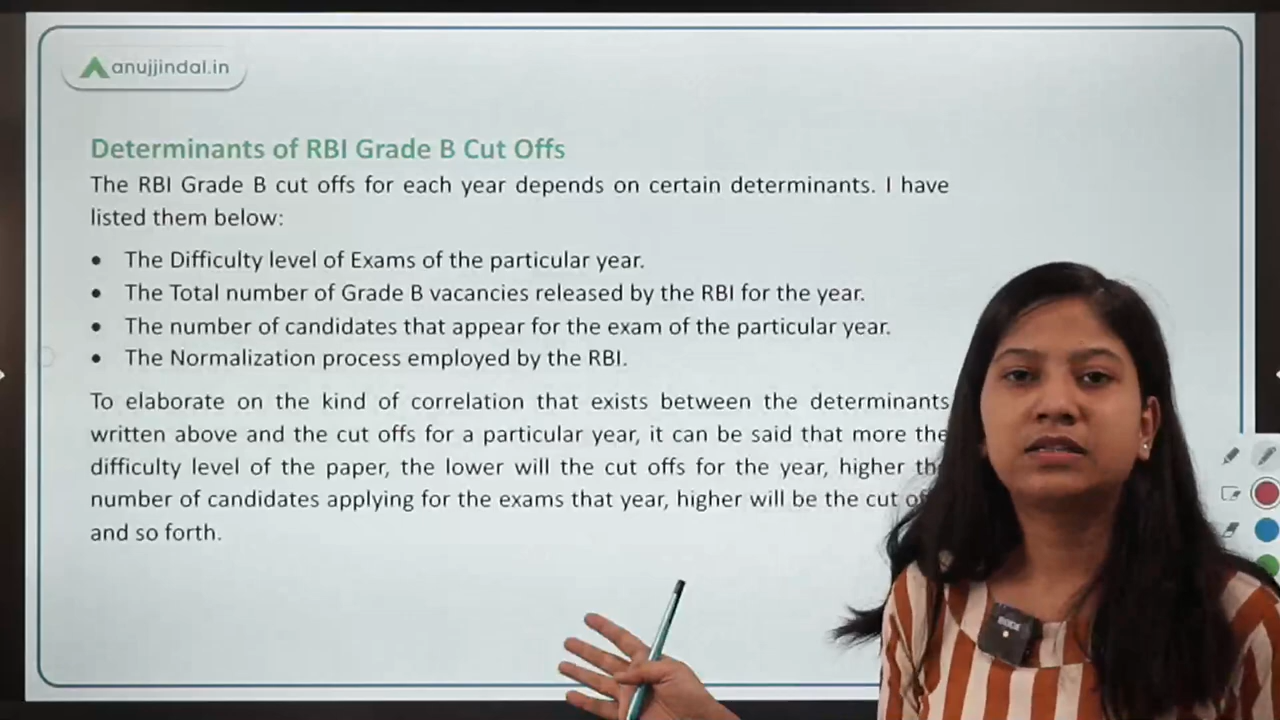 anujjindal.in
Determinants of RBI Grade B Cut Offs
The RBI Grade B cut offs for each year depends on certain determinants. I have
listed them below:
• The Difficulty level of Exams of the particular year.
• The Total number of Grade B vacancies released by the RBI for the year.
• The number of candidates that appear for the exam of the particular year.
• The Normalization process employed by the RBI.
To elaborate on the kind of correlation that exists between the determinants
written above and the cut offs for a particular year, it can be said that more the
difficulty level of the paper, the lower will the cut offs for the year, higher th
number of candidates applying for the exams that year, higher will be the cut o
and so forth.